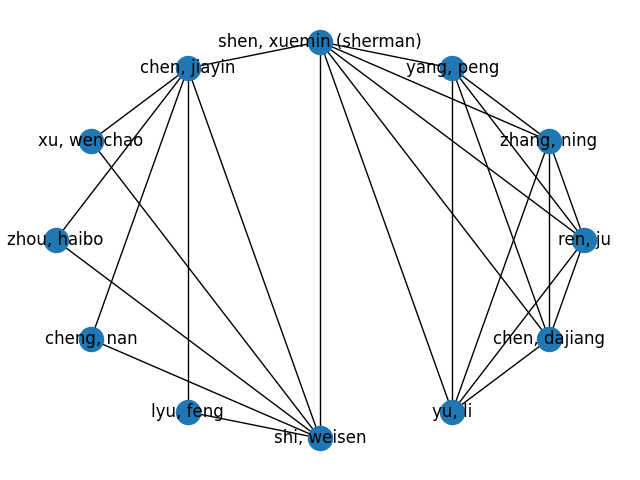 shen, xuemin (sherman)
chen, jiayin
yang, peng
xu, wenchao
zhang, ning
zhou, haibo
ren, ju
cheng, nan
chen, dajiang
lyu, feng
yu, li
shi, weisen